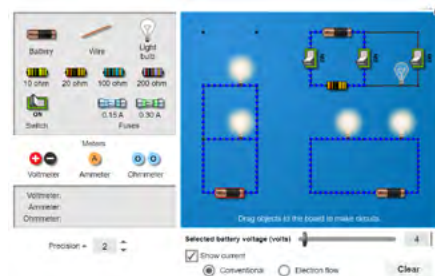 Battery
Wire
Light
bulb
10 ohm
20 ohm
100 ohm
200 ohm
ON
Switch
0.15 A
0.30 A
Fuses
Meters
A
Voltmeter
Ammeter
Ohmmeter
Voltmeter:
Ammeter:
Ohmmeter:
Precision =
2
Drag objects to the board to make circuits.
Selected battery voltage (volts)
4
Show current
Conventional
Electron flow
Clear